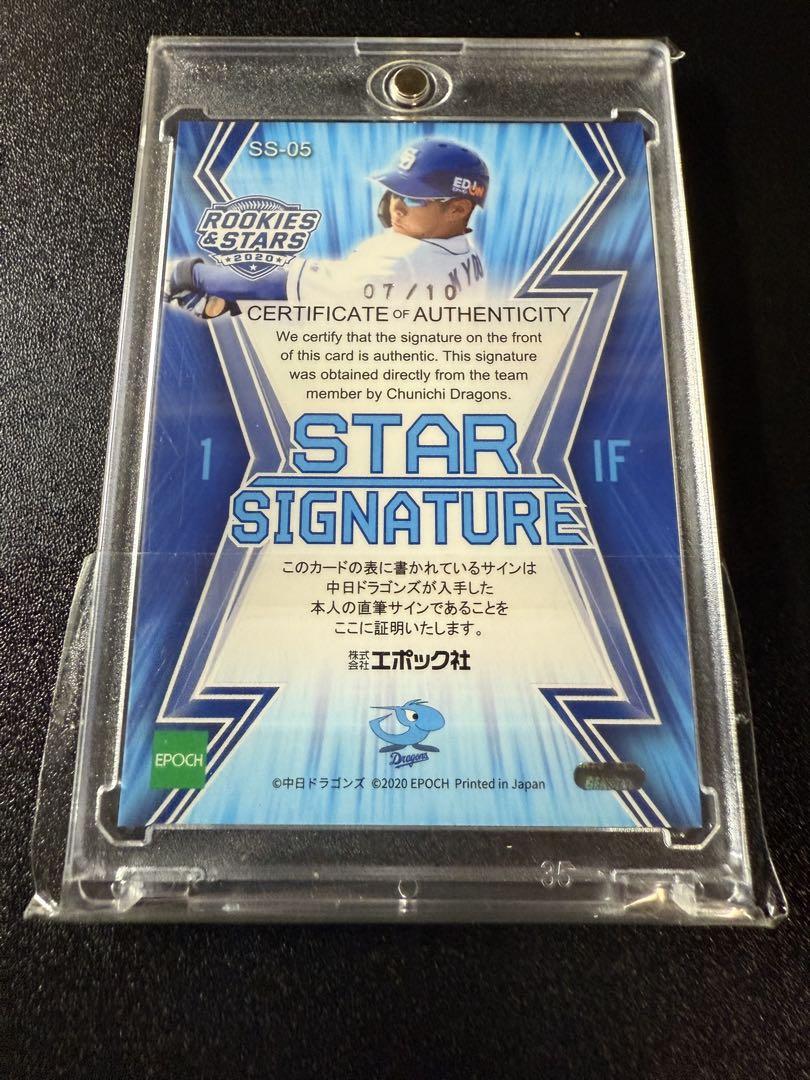 SS-05
EDION
ROOKIES
& STARS
2020
KYO
07/10
CERTIFICATE OF AUTHENTICITY
We certify that the signature on the front
of this card is authentic. This signature
was obtained directly from the team
member by Chunichi Dragons.
1
IF
STAR
SIGNATURE
このカードの表に書かれているサインは
中日ドラゴンズが入手した
本人の直筆サインであることを
ここに証明いたします。
株式会社エポック社
Dragons
EPOCH
©中日ドラゴンズ ©2020 EPOCH Printed in Japan
35